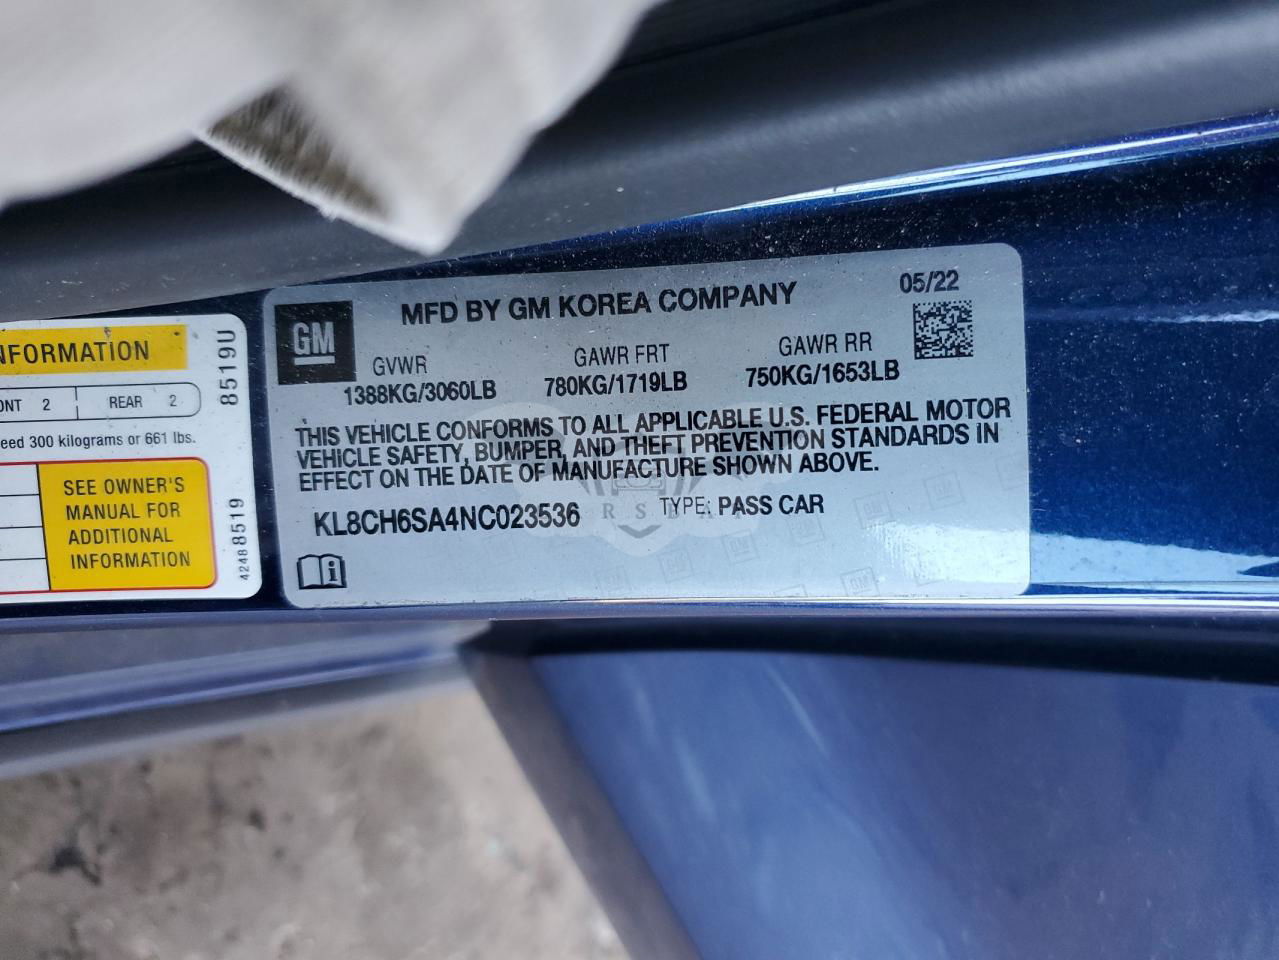 NFORMATION
ONT 2
REAR 2
eed 300 kilograms or 661 lbs.
SEE OWNER'S
MANUAL FOR
ADDITIONAL
INFORMATION
8519U
42488519
GM
MFD BY GM KOREA COMPANY
05/22
GVWR
GAWR FRT
GAWR RR
1388KG/3060LB
780KG/1719LB
750KG/1653LB
THIS VEHICLE CONFORMS TO ALL APPLICABLE U.S. FEDERAL MOTOR
VEHICLE SAFETY, BUMPER, AND THEFT PREVENTION STANDARDS IN
EFFECT ON THE DATE OF MANUFACTURE SHOWN ABOVE.
KL8CH6SA4NC023536
TYPE: PASS CAR